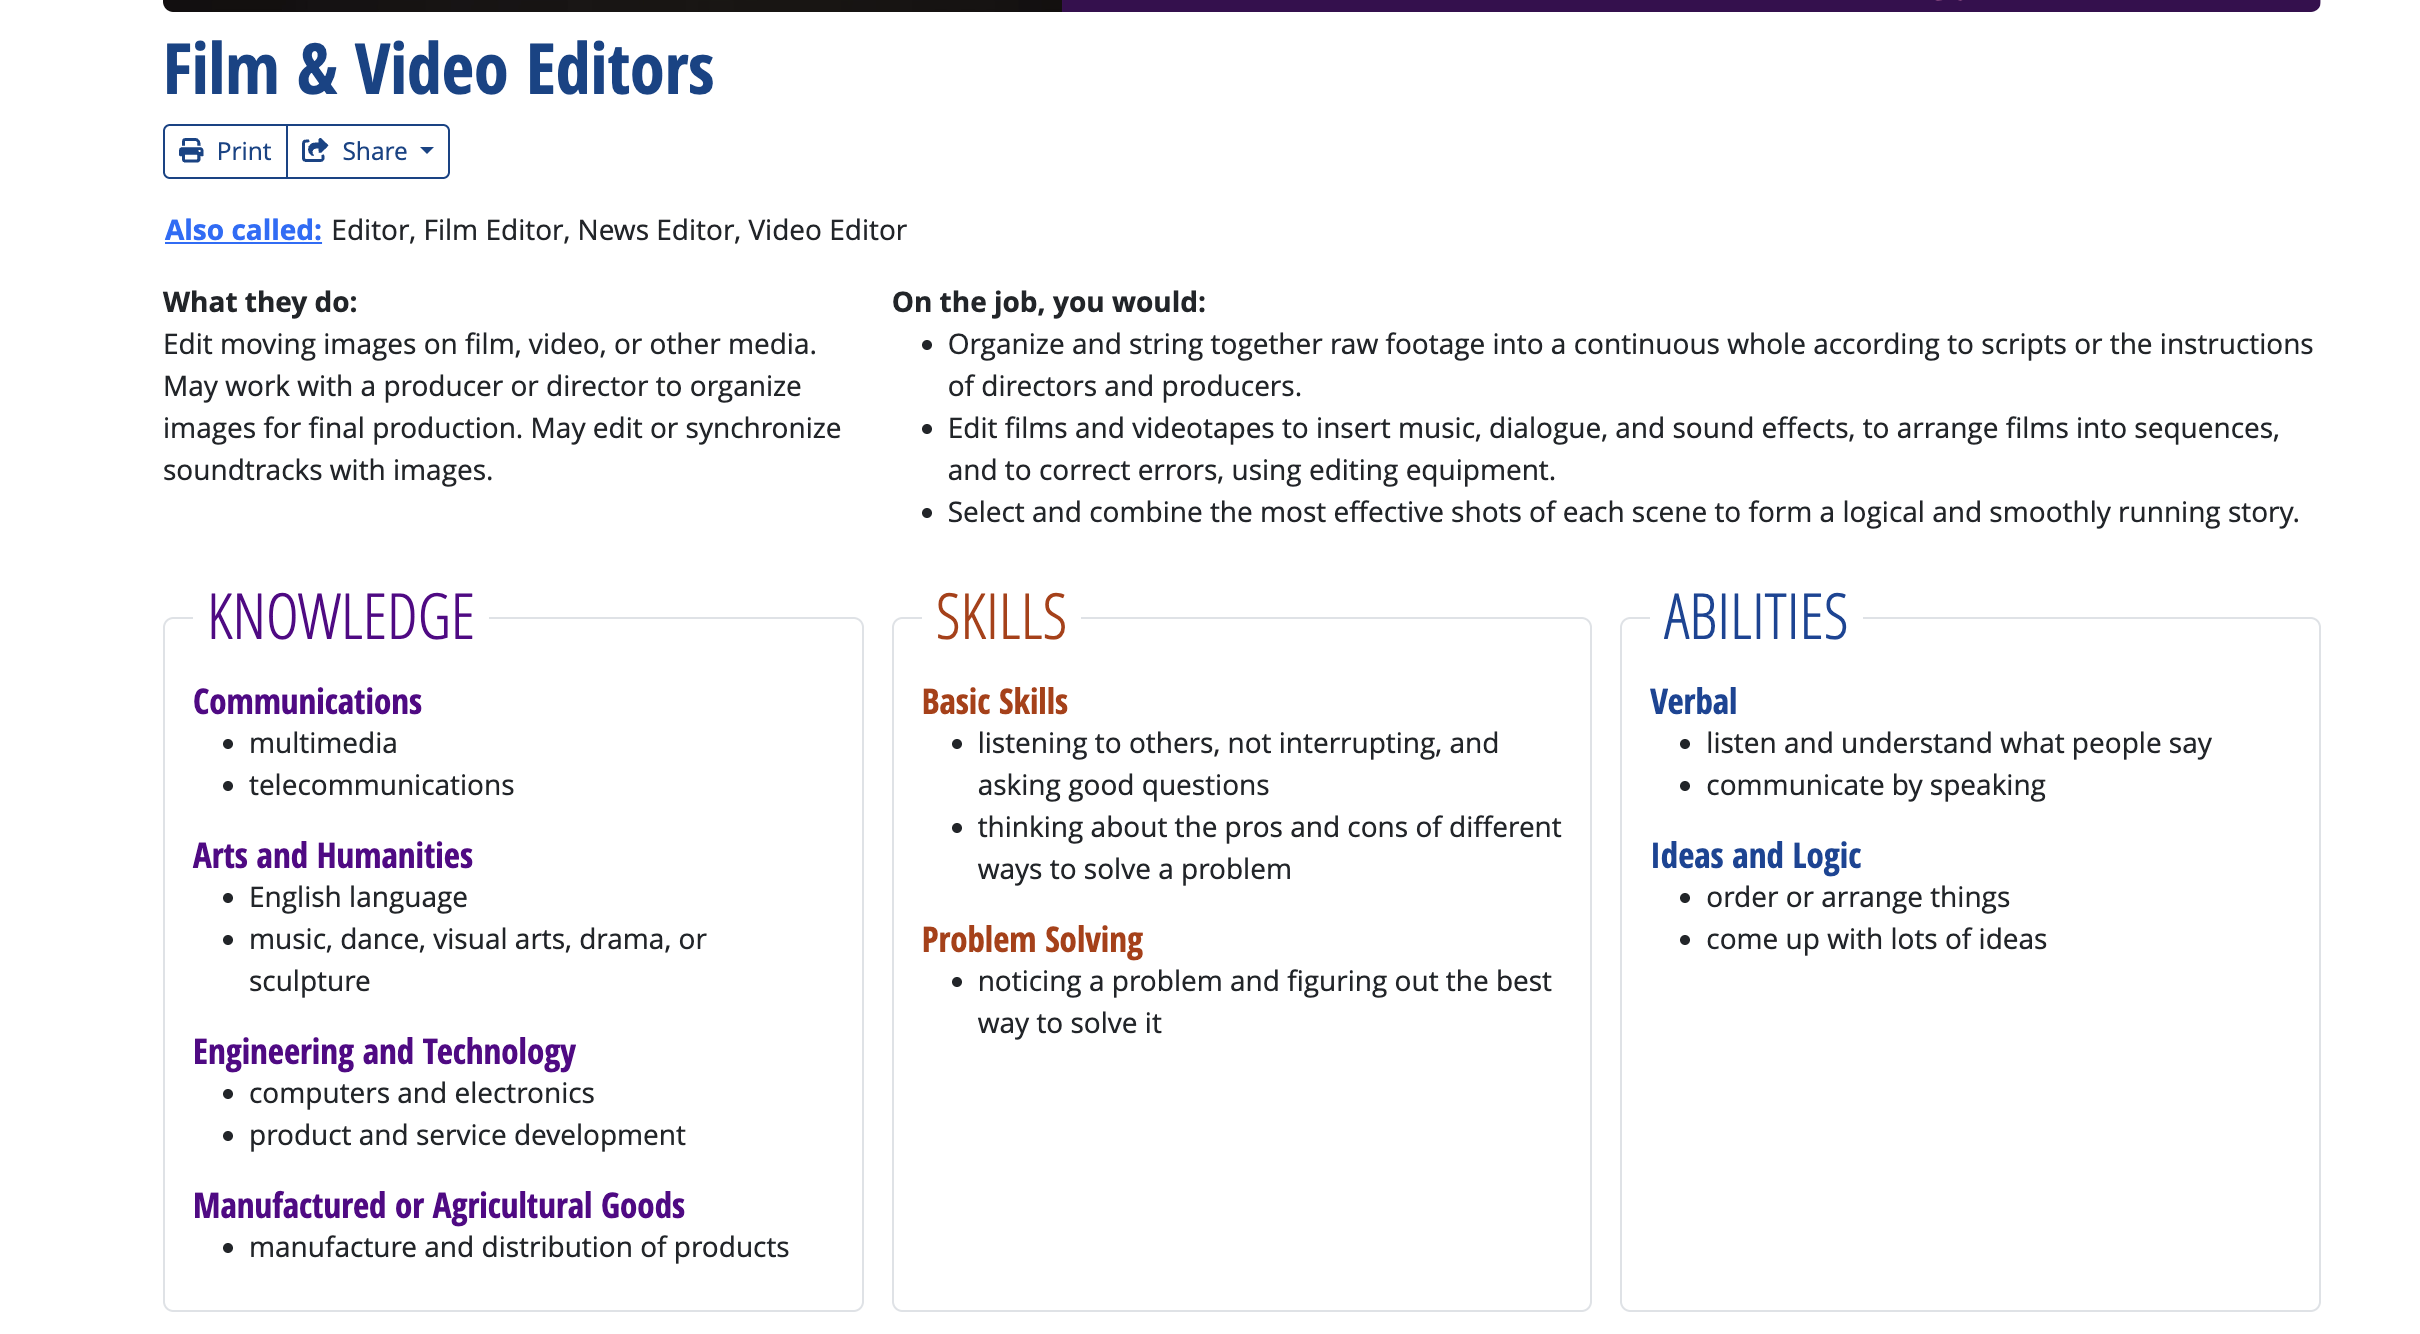 Film & Video Editors
Print
Share
Also called: Editor, Film Editor, News Editor, Video Editor
What they do:
Edit moving images on film, video, or other media.
May work with a producer or director to organize
images for final production. May edit or synchronize
soundtracks with images.
On the job, you would:
Organize and string together raw footage into a continuous whole according to scripts or the instructions
of directors and producers.
Edit films and videotapes to insert music, dialogue, and sound effects, to arrange films into sequences,
and to correct errors, using editing equipment.
Select and combine the most effective shots of each scene to form a logical and smoothly running story.
KNOWLEDGE
Communications
multimedia
telecommunications
Arts and Humanities
English language
music, dance, visual arts, drama, or
sculpture
Engineering and Technology
computers and electronics
product and service development
Manufactured or Agricultural Goods
manufacture and distribution of products
SKILLS
Basic Skills
listening to others, not interrupting, and
asking good questions
thinking about the pros and cons of different
ways to solve a problem
Problem Solving
noticing a problem and figuring out the best
way to solve it
ABILITIES
Verbal
listen and understand what people say
communicate by speaking
Ideas and Logic
order or arrange things
come up with lots of ideas